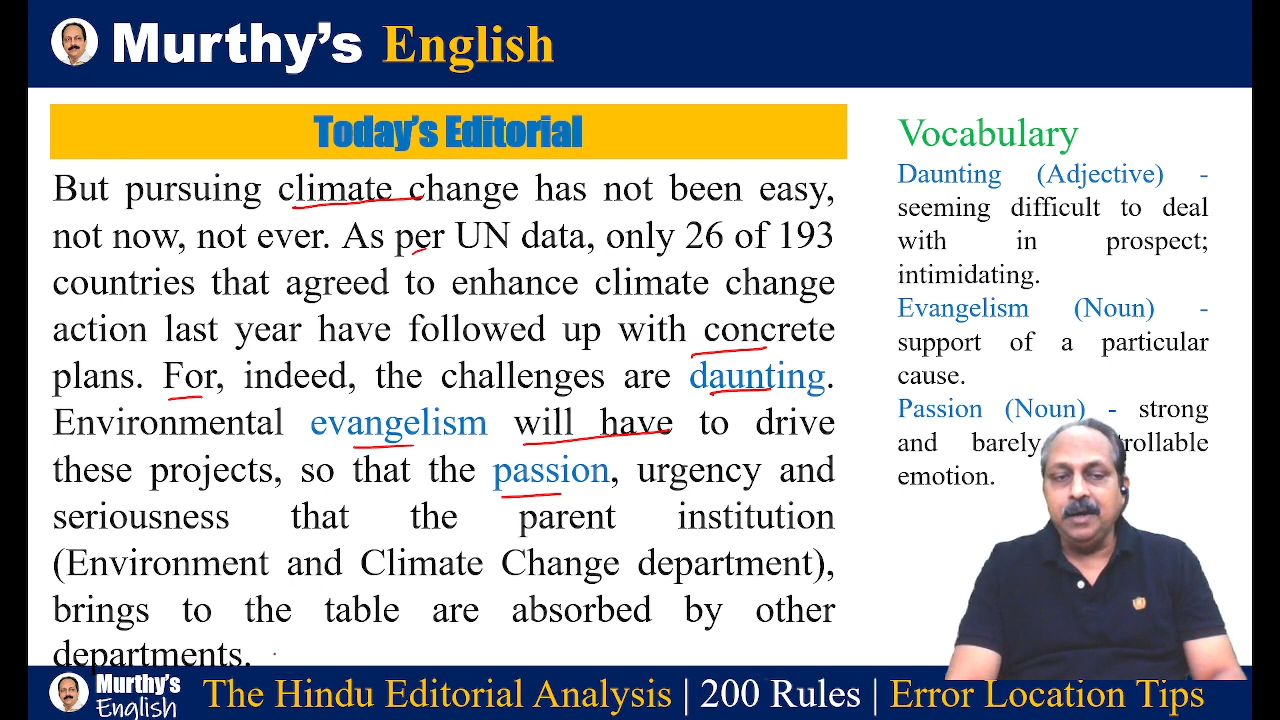 Murthy's English
Today's Editorial
But pursuing climate change has not been easy,
not now, not ever. As per UN data, only 26 of 193
countries that agreed to enhance climate change
action last year have followed up with concrete
plans. For, indeed, the challenges are daunting.
Environmental evangelism will have to drive
these projects, so that the passion, urgency and
seriousness that the parent institution
(Environment and Climate Change department),
brings to the table are absorbed by other
departments.
Vocabulary
Daunting (Adjective) -
seeming difficult to deal
with in prospect;
intimidating.
Evangelism (Noun) -
support of a particular
cause.
Passion (Noun) - strong
and barely trollable
emotion.
Murthy's
English
The Hindu Editorial Analysis | 200 Rules | Error Location Tips